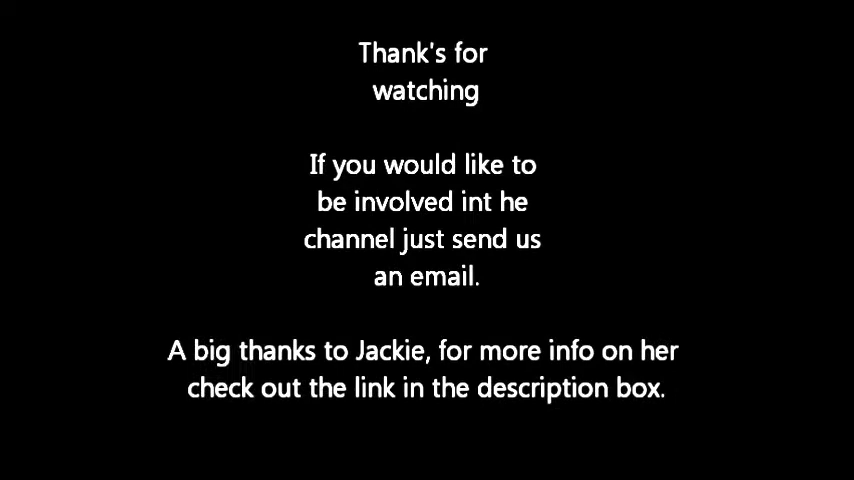 Thank's for
watching
If you would like to
be involved int he
channel just send us
an email.
A big thanks to Jackie, for more info on her
check out the link in the description box.